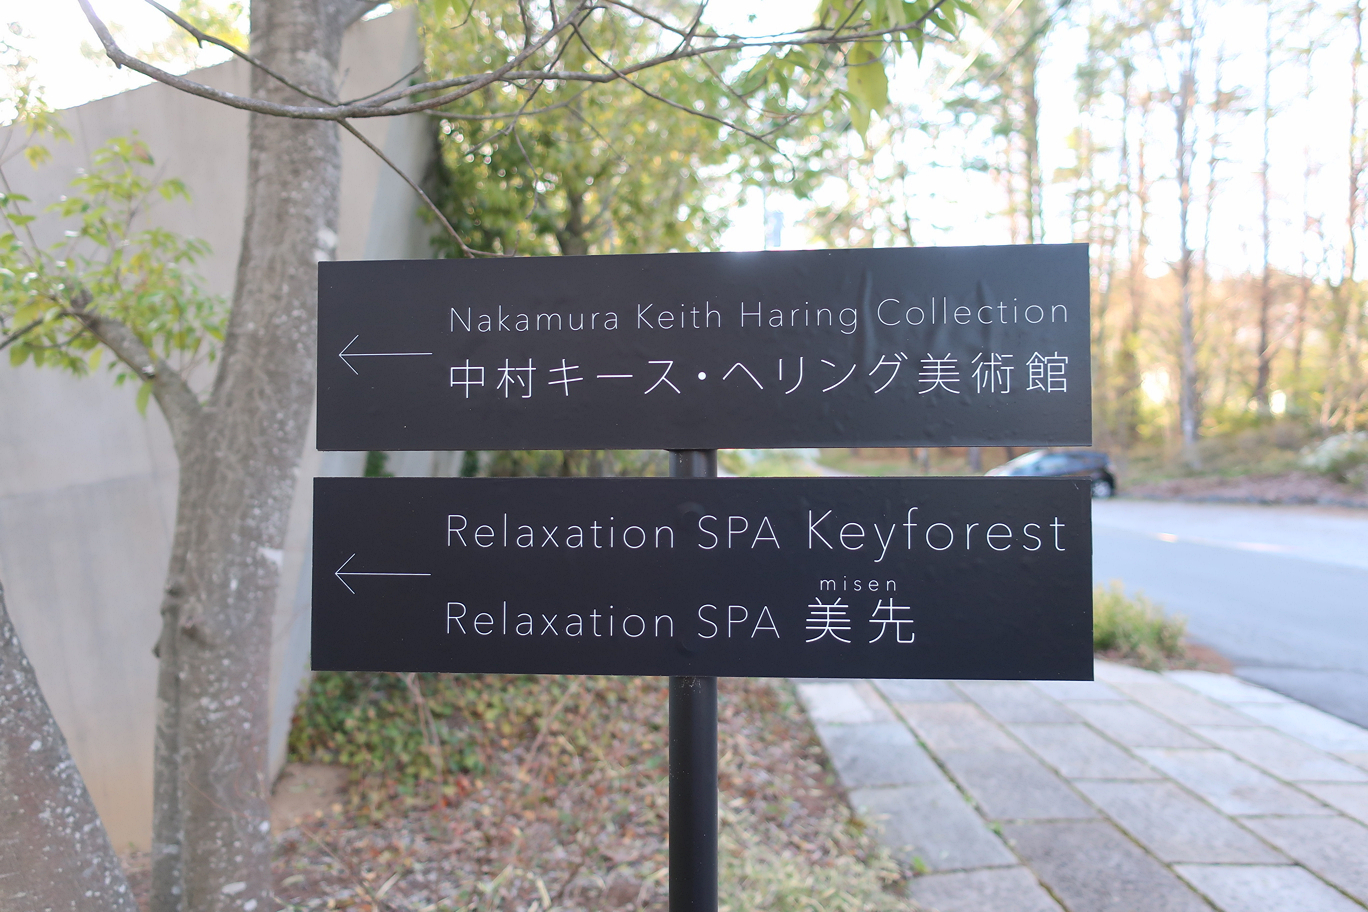 Nakamura Keith Haring Collection
中村キース・ヘリング美術館
Relaxation SPA Keyforest
misen
Relaxation SPA 美先